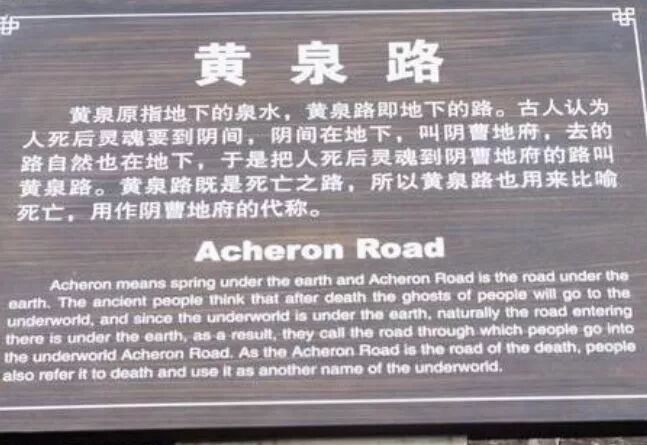 黄泉路
黄泉原指地下的泉水，黄泉路即地下的路。古人认为
人死后灵魂要到阴间，阴间在地下，叫阴曹地府，去的
路自然也在地下，于是把人死后灵魂到阴曹地府的路叫
黄泉路。黄泉路既是死亡之路，所以黄泉路也用来比喻
死亡，用作阴曹地府的代称。
Acheron Road
Acheron means spring under the earth and Acheron Road is the road under the
earth. The ancient people think that after death the ghosts of people will go to the
underworld, and since the underworld is under the earth, naturally the road entering
there is under the earth, as a result, they call the road through which people go into
the underworld Acheron Road. As the Acheron Road is the road of the death, people
also refer it to death and use it as another name of the underworld.